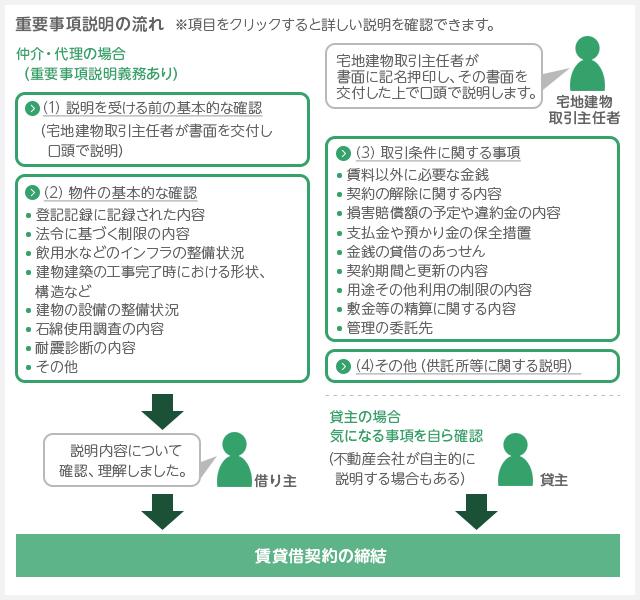 重要事項説明の流れ ※項目をクリックすると詳しい説明を確認できます。
仲介・代理の場合
(重要事項説明義務あり)
(1) 説明を受ける前の基本的な確認
(宅地建物取引主任者が書面を交付し
口頭で説明)
(2) 物件の基本的な確認
・登記記録に記録された内容
・法令に基づく制限の内容
・飲用水などのインフラの整備状況
・建物建築の工事完了時における形状、
構造など
・建物の設備の整備状況
・石綿使用調査の内容
・耐震診断の内容
・その他
宅地建物取引主任者が
書面に記名押印し、その書面を
交付した上で口頭で説明します。
宅地建物
取引主任者
(3) 取引条件に関する事項
・賃料以外に必要な金銭
・契約の解除に関する内容
・損害賠償額の予定や違約金の内容
・支払金や預かり金の保全措置
・金銭の貸借のあっせん
・契約期間と更新の内容
・用途その他利用の制限の内容
・敷金等の精算に関する内容
・管理の委託先
(4)その他 (供託所等に関する説明)
説明内容について
確認、理解しました。
借り主
貸主の場合
気になる事項を自ら確認
(不動産会社が自主的に
説明する場合もある)
貸主
賃貸借契約の締結